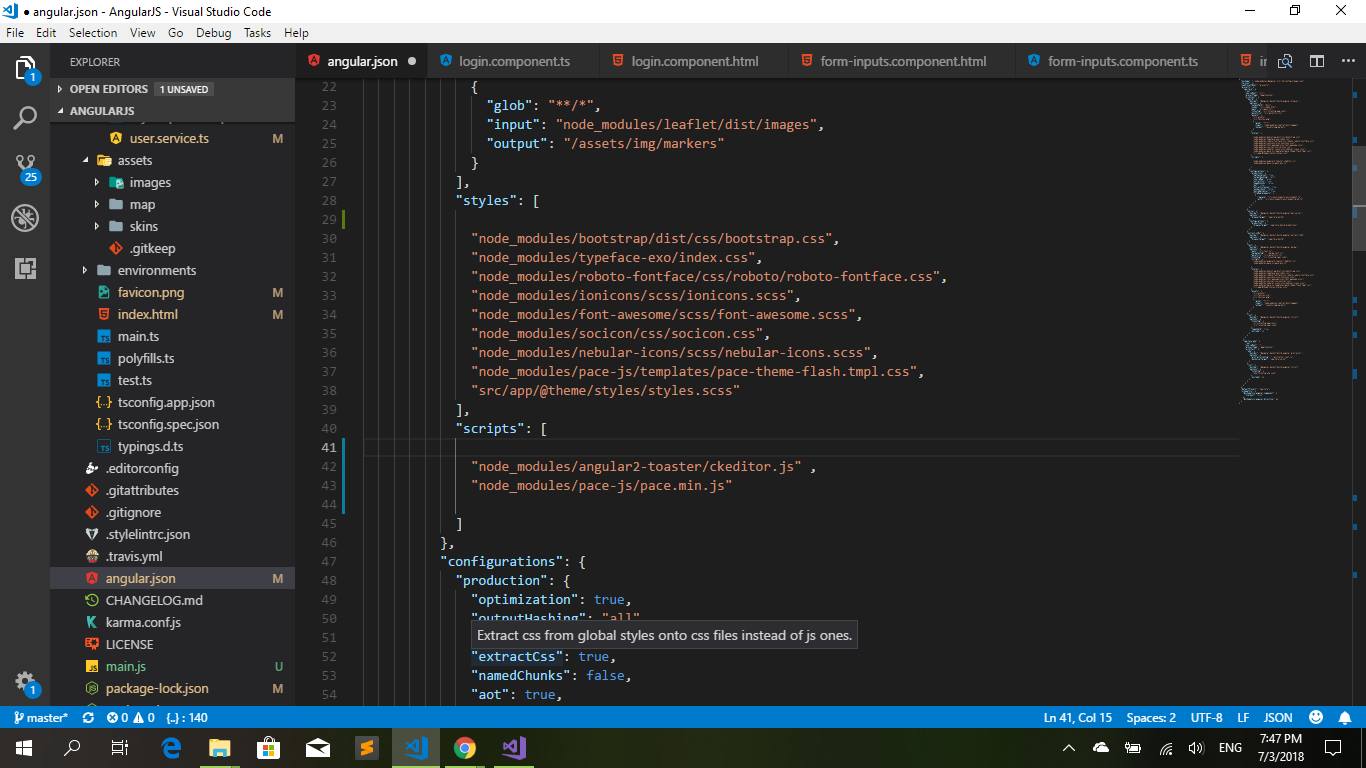 ● angular.json - AngularJS - Visual Studio Code
File Edit Selection View Go Debug Tasks Help
1
25
1
EXPLORER
OPEN EDITORS 1 UNSAVED
ANGULARJS
user.service.ts M
assets
images
map
skins
.gitkeep
environments
favicon.png M
index.html M
main.ts
polyfills.ts
test.ts
tsconfig.app.json
tsconfig.spec.json
typings.d.ts
.editorconfig
.gitattributes
.gitignore
.stylelintrc.json
.travis.yml
angular.json M
CHANGELOG.md
karma.conf.js
LICENSE
main.js U
package-lock.json M
angular.json ● login.component.ts login.component.html form-inputs.component.html form-inputs.component.ts
22 {
23 "glob": "**/*",
24 "input": "node_modules/leaflet/dist/images",
25 "output": "/assets/img/markers"
26 }
27 ],
28 "styles": [
29
30 "node_modules/bootstrap/dist/css/bootstrap.css",
31 "node_modules/typeface-exo/index.css",
32 "node_modules/roboto-fontface/css/roboto/roboto-fontface.css",
33 "node_modules/ionicons/scss/ionicons.scss",
34 "node_modules/font-awesome/scss/font-awesome.scss",
35 "node_modules/socicon/css/socicon.css",
36 "node_modules/nebular-icons/scss/nebular-icons.scss",
37 "node_modules/pace-js/templates/pace-theme-flash.tmpl.css",
38 "src/app/@theme/styles/styles.scss"
39 ],
40 "scripts": [
41
42 "node_modules/angular2-toaster/ckeditor.js" ,
43 "node_modules/pace-js/pace.min.js"
44
45 ]
46 },
47 "configurations": {
48 "production": {
49 "optimization": true,
50 "outputHashing": "all"
51 Extract css from global styles onto css files instead of js ones.
52 "extractCss": true,
53 "namedChunks": false,
54 "aot": true,
master* 0 0 {..} : 140 Ln 41, Col 15 Spaces: 2 UTF-8 LF JSON
ENG 7:47 PM
7/3/2018